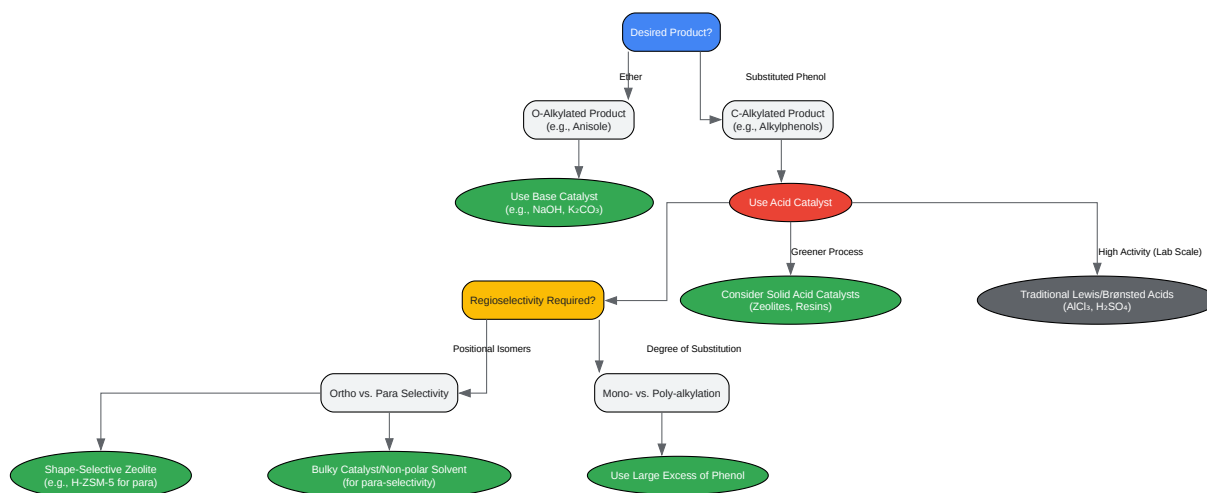 Desired Product?
Ether
Substituted Phenol
O-Alkylated Product
(e.g., Anisole)
C-Alkylated Product
(e.g., Alkylphenols)
Use Base Catalyst
(e.g., NaOH, K₂CO₃)
Use Acid Catalyst
Greener Process
High Activity (Lab Scale)
Regioselectivity Required?
Consider Solid Acid Catalysts
(Zeolites, Resins)
Traditional Lewis/Brønsted Acids
(AlCl₃, H₂SO₄)
Positional Isomers
Degree of Substitution
Ortho vs. Para Selectivity
Mono- vs. Poly-alkylation
Shape-Selective Zeolite
(e.g., H-ZSM-5 for para)
Bulky Catalyst/Non-polar Solvent
(for para-selectivity)
Use Large Excess of Phenol